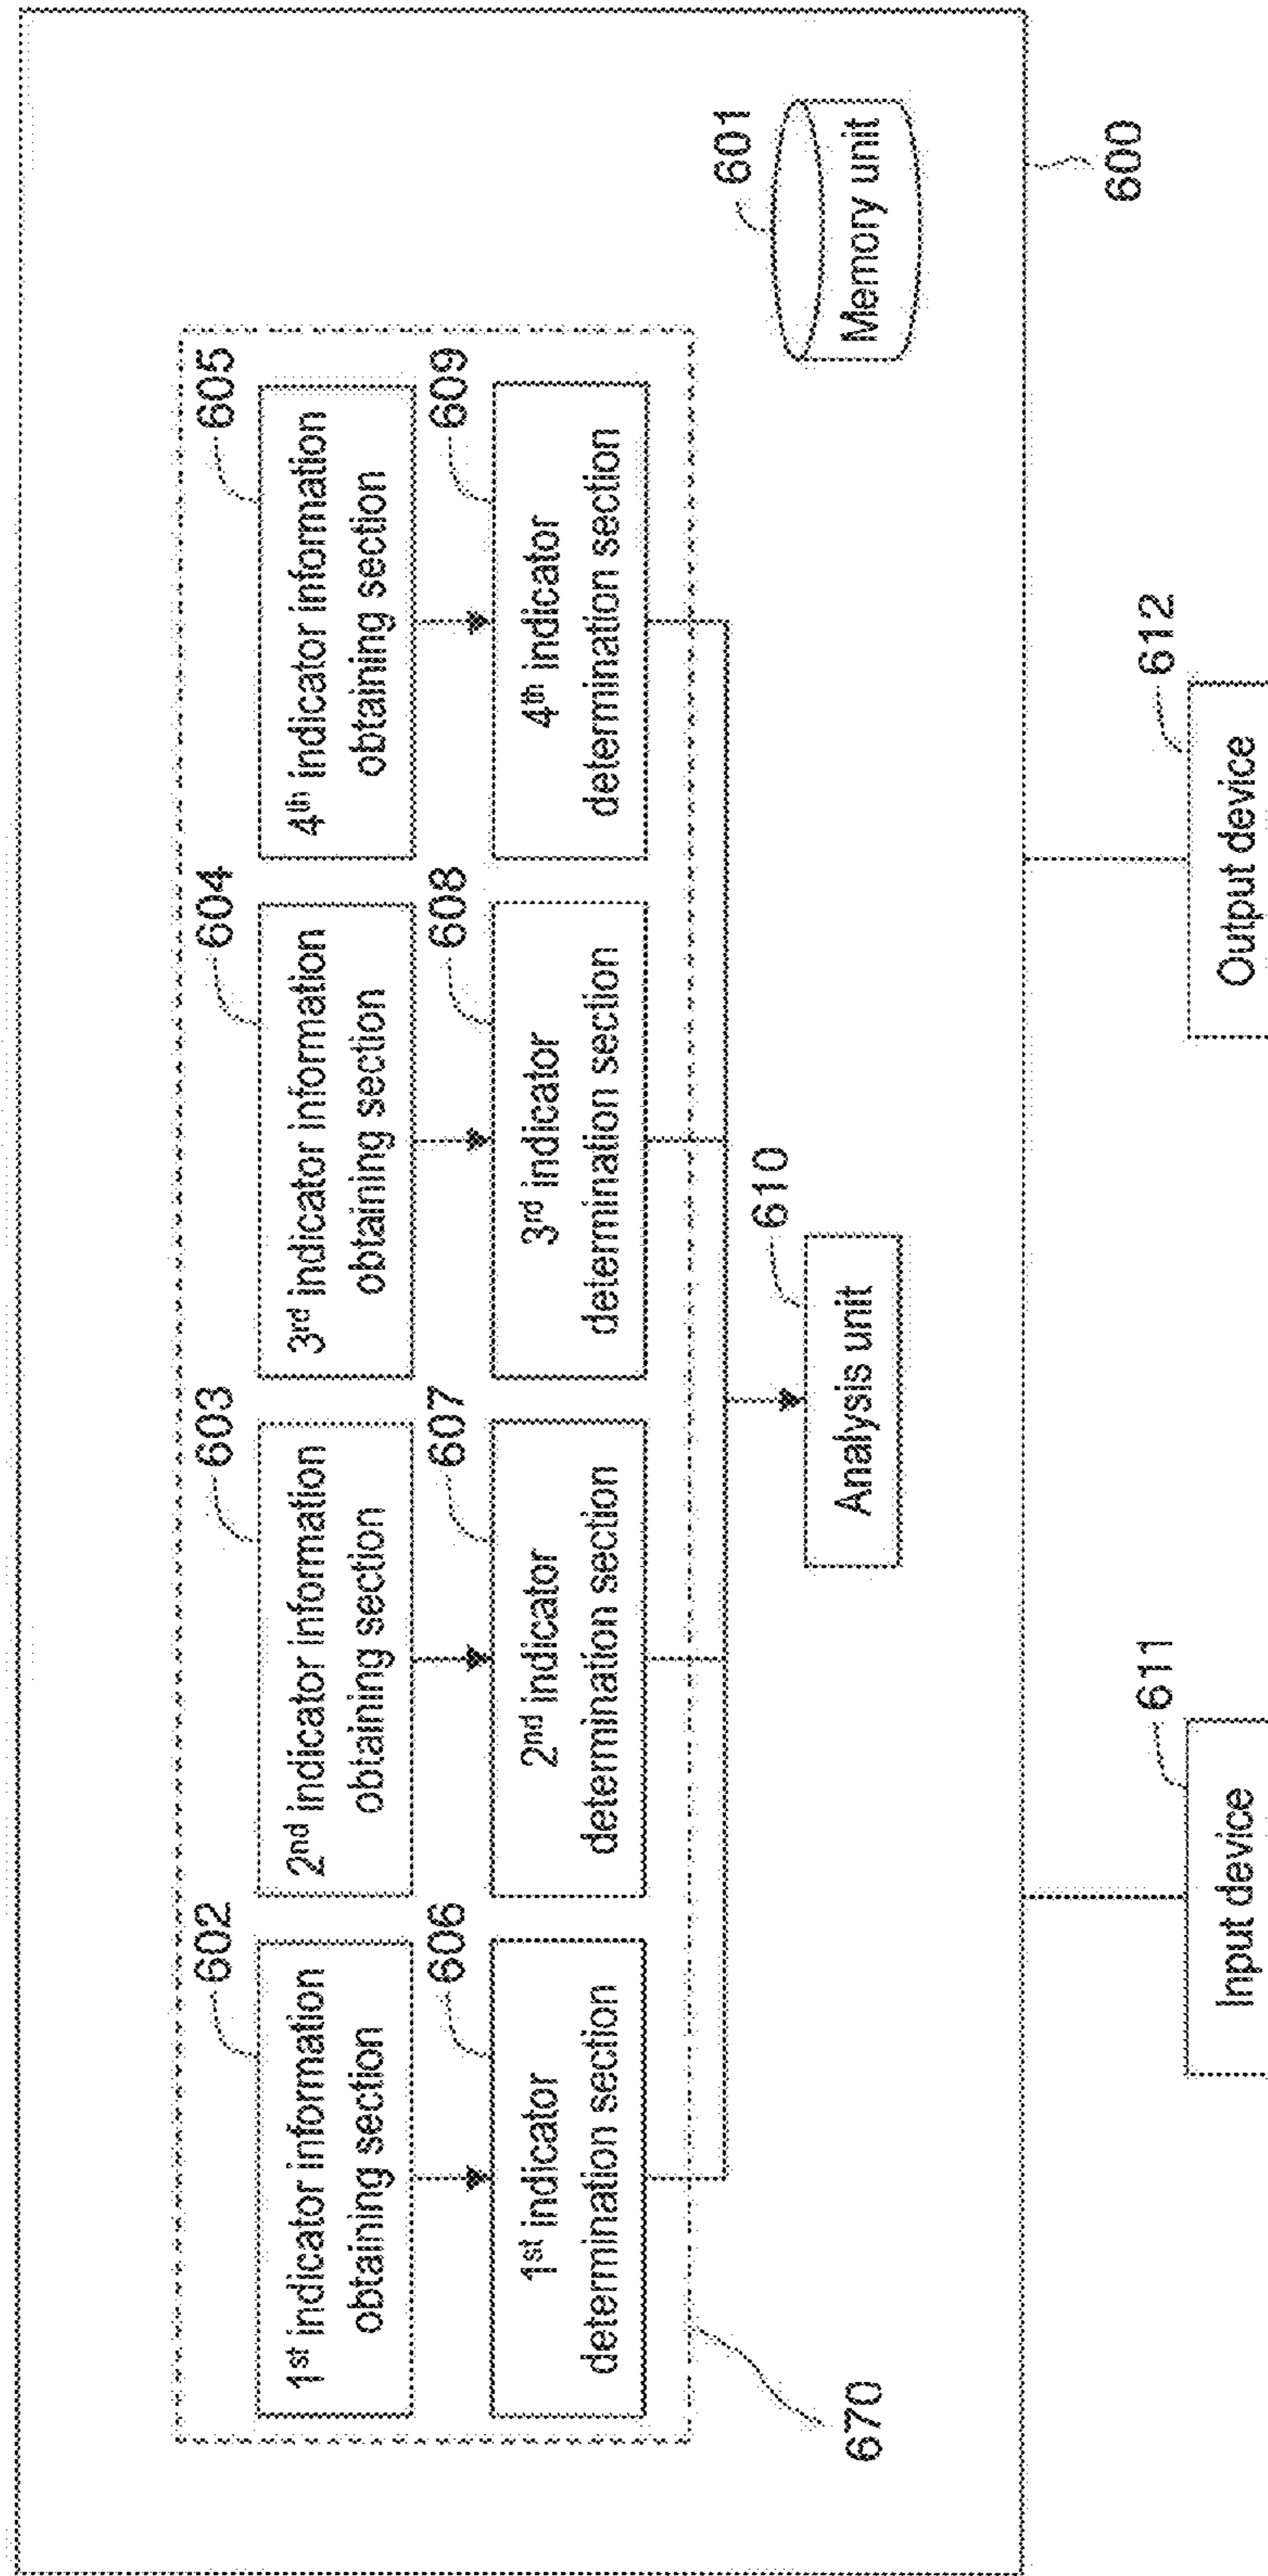 602
1st indicator information
obtaining section
603
2nd indicator information
obtaining section
604
3rd indicator information
obtaining section
605
4th indicator information
obtaining section
606
1st indicator
determination section
607
2nd indicator
determination section
608
3rd indicator
determination section
609
4th indicator
determination section
670
610
Analysis unit
601
Memory unit
600
611
Input device
612
Output device